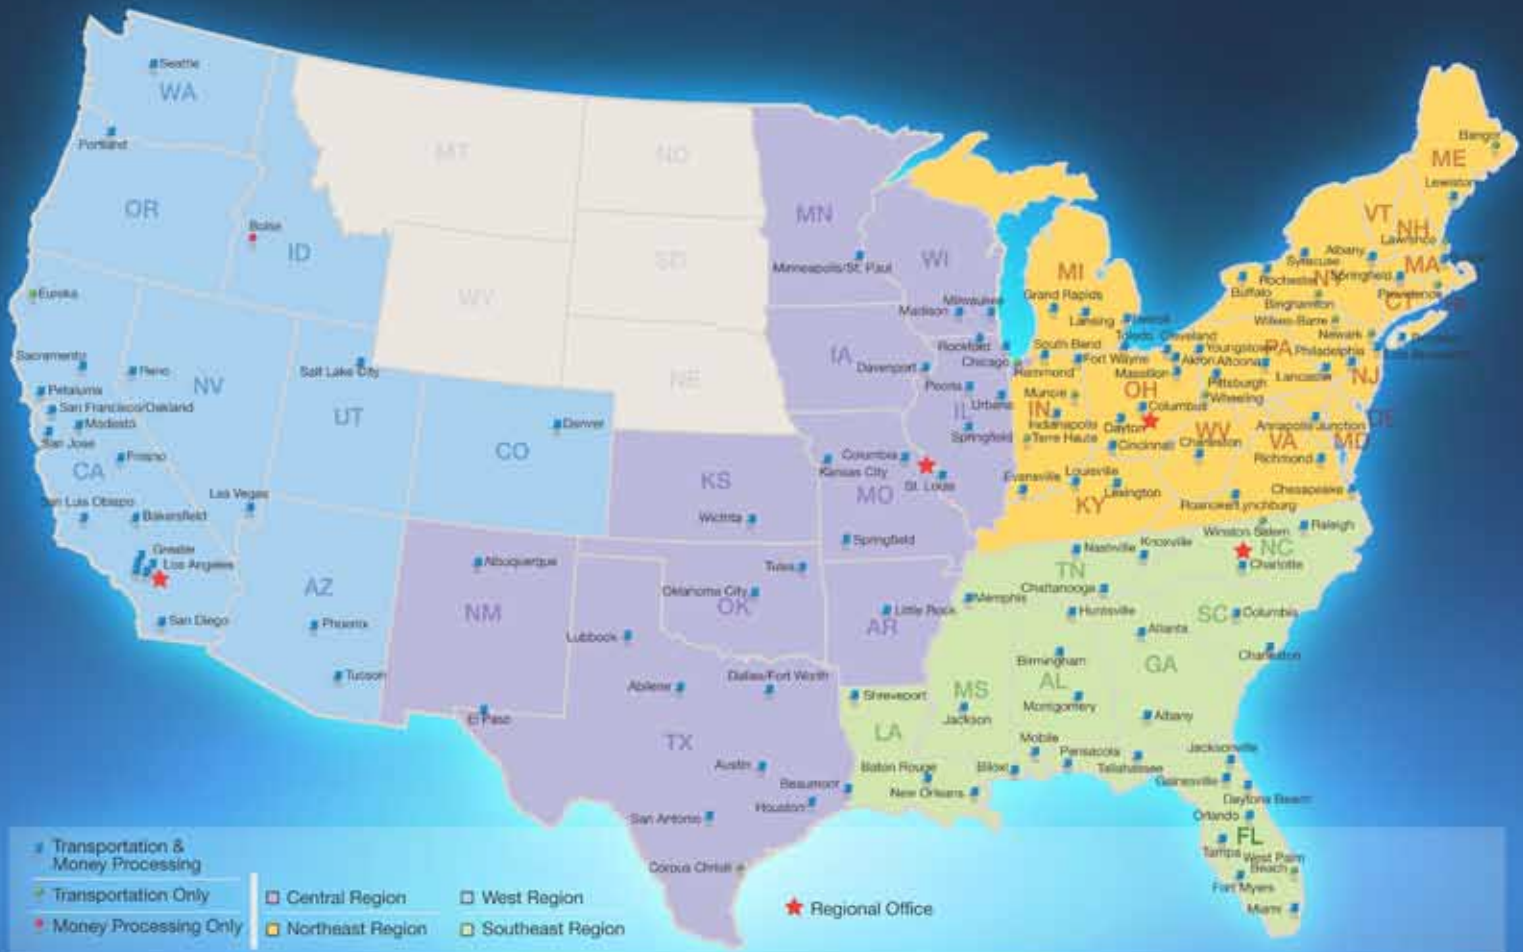 Seattle
WA
Portland
OR
Boise
ID
MT
ND
SD
WY
NE
MN
Minneapolis/St. Paul
WI
Milwaukee
Madison
Rockford
Chicago
IA
Davenport
Peoria
Urbana
IL
Springfield
MI
Grand Rapids
Lansing
Detroit
Toledo
Cleveland
South Bend
Fort Wayne
Hammond
Akron
Altoona
Youngstown
Massillon
Pittsburgh
Wheeling
Muncie
IN
Indianapolis
Terre Haute
OH
Columbus
Dayton
Cincinnati
Evansville
Louisville
Lexington
KY
WV
Charleston
VA
Richmond
Roanoke/Lynchburg
Chesapeake
Annapolis Junction
MD
DE
NJ
PA
Philadelphia
Lancaster
Newark
Wilkes-Barre
Binghamton
Buffalo
Rochester
Syracuse
NY
Albany
Springfield
Providence
CT
MA
Lawrence
NH
VT
ME
Bangor
Lewiston
Eureka
Sacramento
Reno
NV
Petaluma
San Francisco/Oakland
Modesto
San Jose
Fresno
CA
San Luis Obispo
Bakersfield
Las Vegas
Greater
Los Angeles
San Diego
Salt Lake City
UT
CO
Denver
AZ
Phoenix
Tucson
NM
Albuquerque
El Paso
KS
Wichita
Kansas City
Columbia
St. Louis
MO
Springfield
Tulsa
Oklahoma City
OK
AR
Little Rock
Lubbock
Abilene
Dallas/Fort Worth
TX
Austin
Beaumont
Houston
San Antonio
Corpus Christi
Shreveport
LA
Baton Rouge
New Orleans
MS
Jackson
Biloxi
Memphis
TN
Nashville
Knoxville
Chattanooga
Huntsville
Birmingham
AL
Montgomery
Mobile
Pensacola
Atlanta
GA
Albany
Tallahassee
Winston Salem
Raleigh
NC
Charlotte
SC
Columbia
Charleston
Jacksonville
Gainesville
Daytona Beach
Orlando
FL
Tampa
West Palm
Beach
Fort Myers
Miami
Transportation &
Money Processing
Transportation Only
Money Processing Only
Central Region
West Region
Northeast Region
Southeast Region
Regional Office